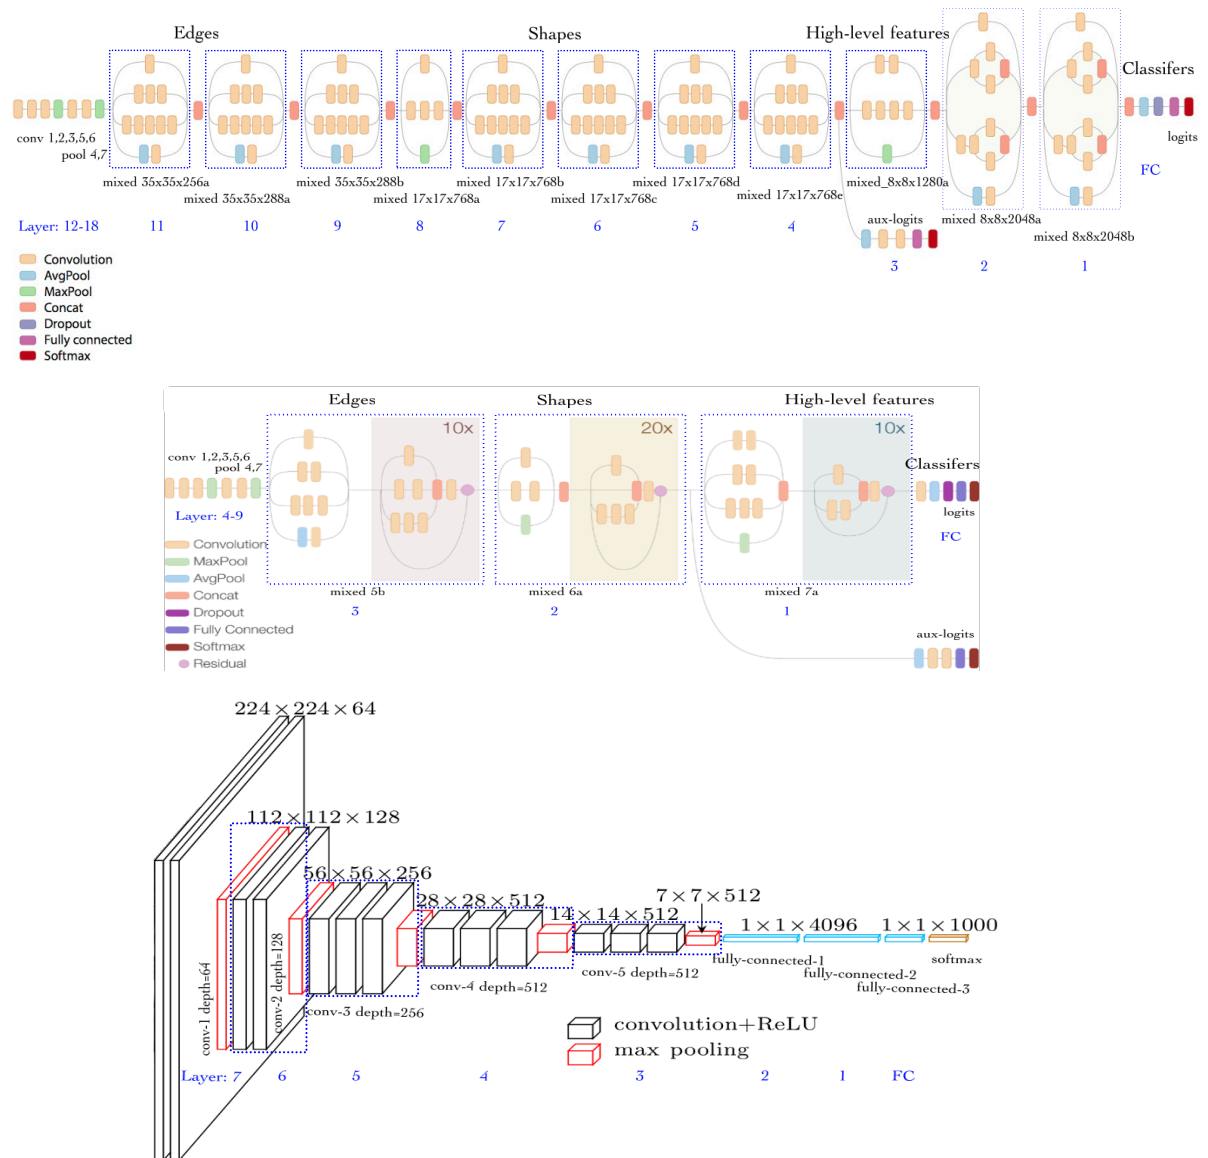 Edges
Shapes
High-level features
Classifers
conv 1,2,3,5,6
pool 4,7
logits
FC
mixed 35x35x256a
mixed 35x35x288a
mixed 35x35x288b
mixed 17x17x768a
mixed 17x17x768b
mixed 17x17x768c
mixed 17x17x768d
mixed 17x17x768e
mixed_8x8x1280a
aux-logits
mixed 8x8x2048a
mixed 8x8x2048b
Layer: 12-18
11
10
9
8
7
6
5
4
3
2
1
Convolution
AvgPool
MaxPool
Concat
Dropout
Fully connected
Softmax
Edges
Shapes
High-level features
10x
20x
10x
Classifers
conv 1,2,3,5,6
pool 4,7
Layer: 4-9
logits
FC
Convolution
MaxPool
AvgPool
Concat
Dropout
Fully Connected
Softmax
Residual
mixed 5b
mixed 6a
mixed 7a
3
2
1
aux-logits
224×224×64
112×112×128
56×56×256
28×28×512
14×14×512
7×7×512
1×1×4096
1×1×1000
conv-1 depth=64
conv-2 depth=128
conv-3 depth=256
conv-4 depth=512
conv-5 depth=512
fully-connected-1
fully-connected-2
fully-connected-3
softmax
convolution+ReLU
max pooling
Layer: 7
6
5
4
3
2
1
FC